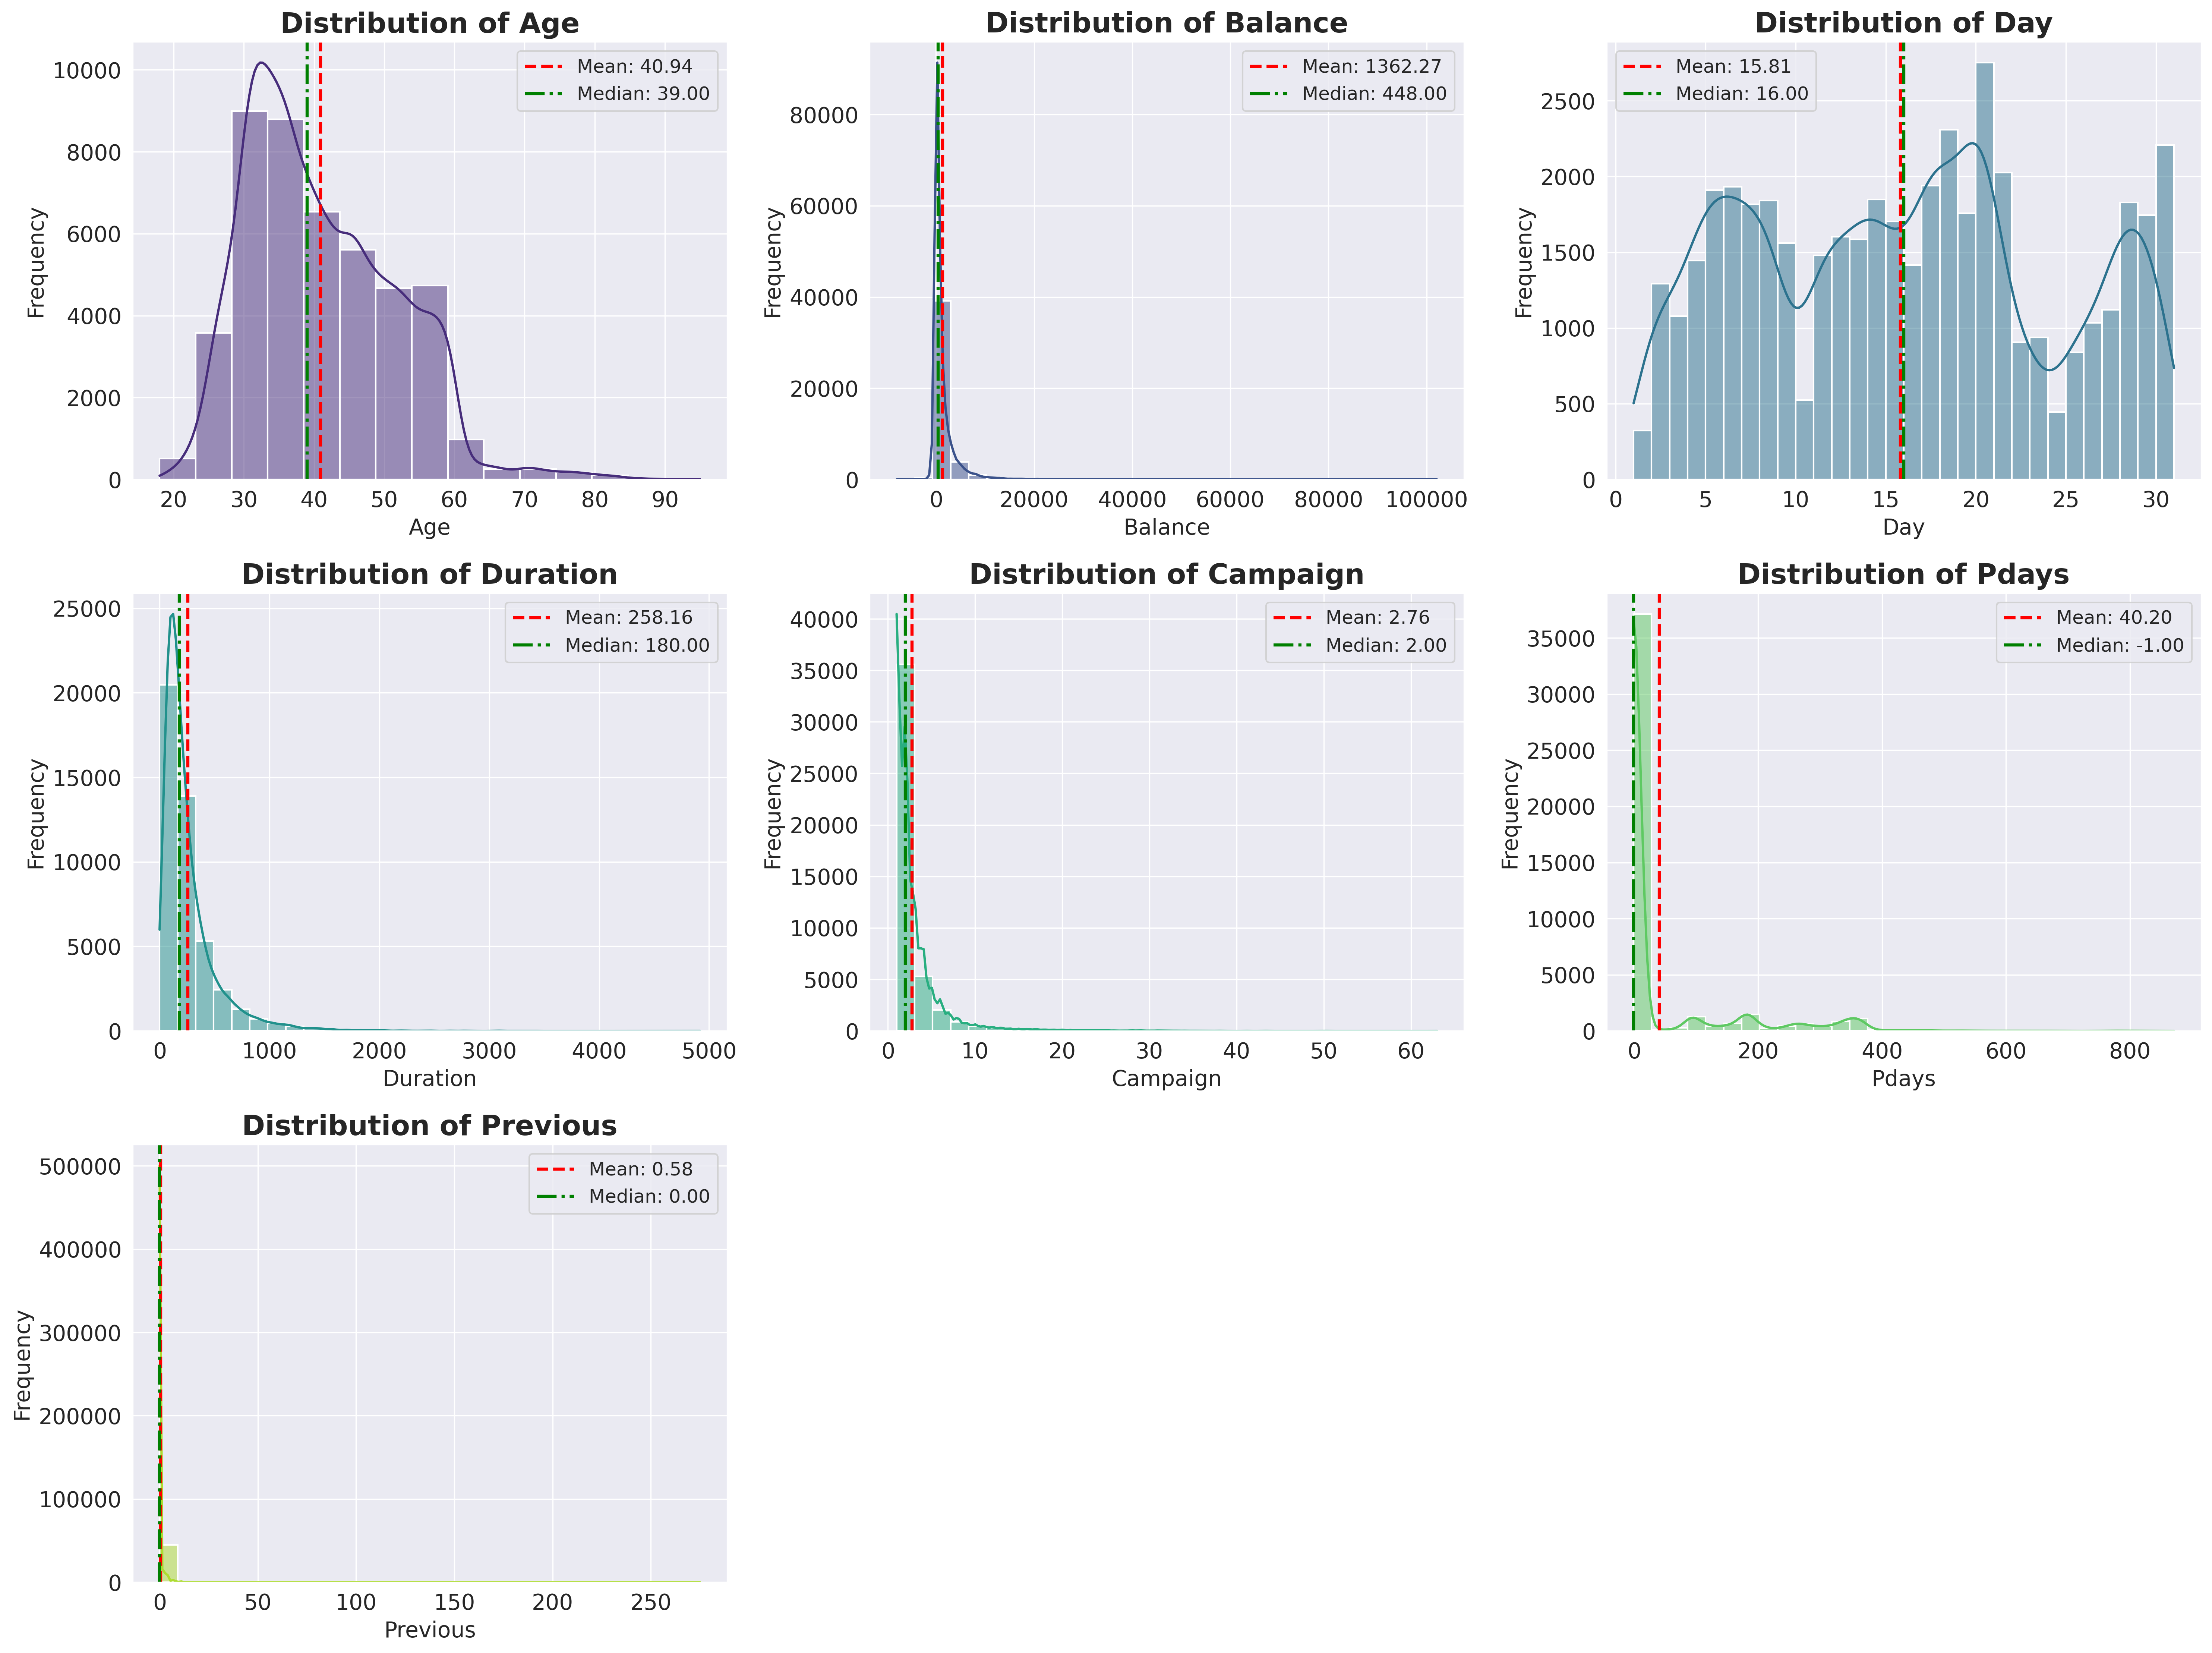 Distribution of Age
Mean: 40.94
Median: 39.00
10000
8000
6000
4000
2000
0
Frequency
20 30 40 50 60 70 80 90
Age
Distribution of Balance
Mean: 1362.27
Median: 448.00
80000
60000
40000
20000
0
Frequency
0 20000 40000 60000 80000 100000
Balance
Distribution of Day
Mean: 15.81
Median: 16.00
2500
2000
1500
1000
500
0
Frequency
0 5 10 15 20 25 30
Day
Distribution of Duration
Mean: 258.16
Median: 180.00
25000
20000
15000
10000
5000
0
Frequency
0 1000 2000 3000 4000 5000
Duration
Distribution of Campaign
Mean: 2.76
Median: 2.00
40000
35000
30000
25000
20000
15000
10000
5000
0
Frequency
0 10 20 30 40 50 60
Campaign
Distribution of Pdays
Mean: 40.20
Median: -1.00
35000
30000
25000
20000
15000
10000
5000
0
Frequency
0 200 400 600 800
Pdays
Distribution of Previous
Mean: 0.58
Median: 0.00
500000
400000
300000
200000
100000
0
Frequency
0 50 100 150 200 250
Previous